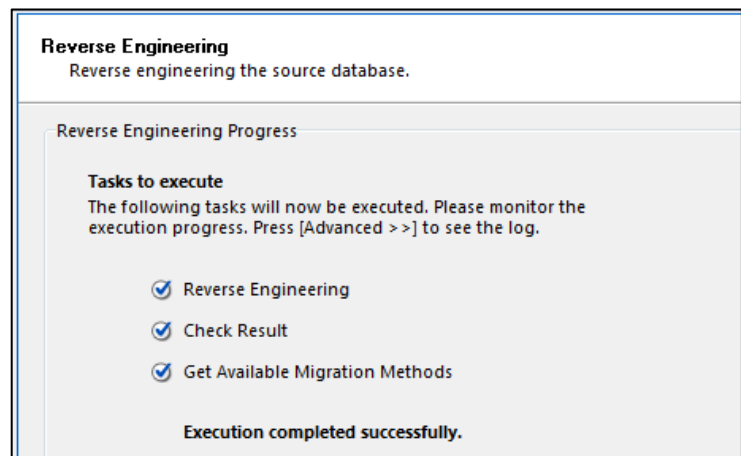 Reverse Engineering
Reverse engineering the source database.
Reverse Engineering Progress
Tasks to execute
The following tasks will now be executed. Please monitor the
execution progress. Press [Advanced >>] to see the log.
Reverse Engineering
Check Result
Get Available Migration Methods
Execution completed successfully.